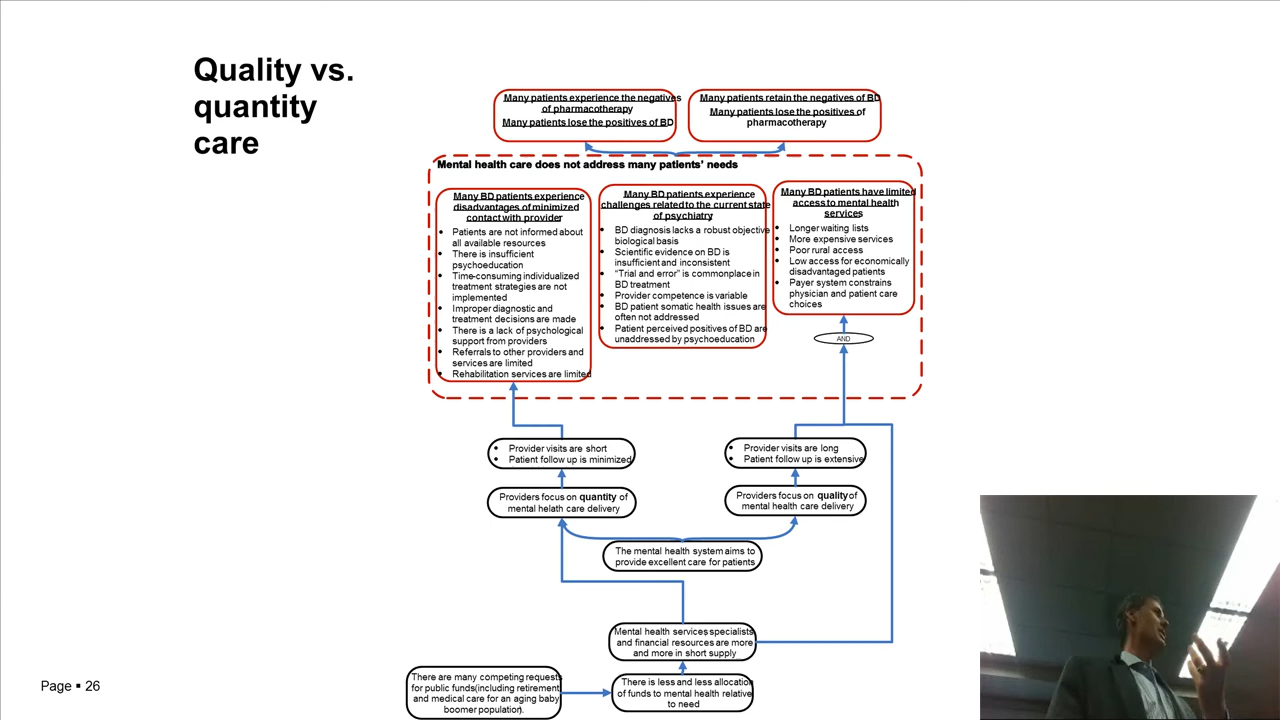 Quality vs.
quantity
care
Many patients experience the negatives
of pharmacotherapy
Many patients lose the positives of BD
Many patients retain the negatives of BD
Many patients lose the positives of
pharmacotherapy
Mental health care does not address many patients' needs
Many BD patients experience
disadvantages of minimized
contact with provider
• Patients are not informed about
all available resources
• There is insufficient
psychoeducation
• Time-consuming individualized
treatment strategies are not
implemented
• Improper diagnostic and
treatment decisions are made
• There is a lack of psychological
support from providers
• Referrals to other providers and
services are limited
• Rehabilitation services are limited
Many BD patients experience
challenges related to the current state
of psychiatry
• BD diagnosis lacks a robust objective
biological basis
• Scientific evidence on BD is
insufficient and inconsistent
• "Trial and error" is commonplace in
BD treatment
• Provider competence is variable
• BD patient somatic health issues are
often not addressed
• Patient perceived positives of BD are
unaddressed by psychoeducation
Many BD patients have limited
access to mental health
services
• Longer waiting lists
• More expensive services
• Poor rural access
• Low access for economically
disadvantaged patients
• Payer system constrains
physician and patient care
choices
AND
• Provider visits are short
• Patient follow up is minimized
• Provider visits are long
• Patient follow up is extensive
Providers focus on quantity of
mental helath care delivery
Providers focus on quality of
mental health care delivery
The mental health system aims to
provide excellent care for patients
Mental health services specialists
and financial resources are more
and more in short supply
There are many competing requests
for public funds(including retirement
and medical care for an aging baby
boomer population).
There is less and less allocation
of funds to mental health relative
to need
Page ▪ 26